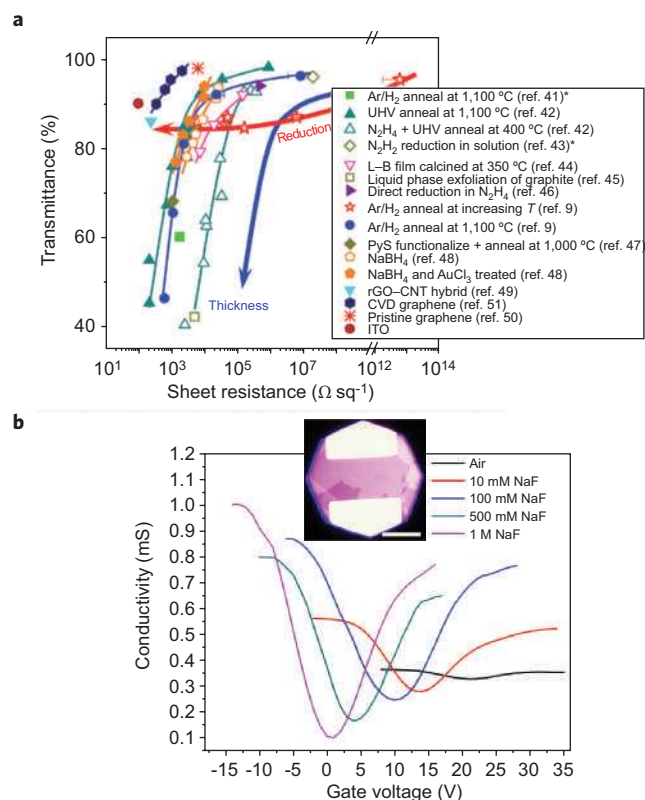 a
100
80
60
40
Transmittance (%)
10¹
10³
10⁵
10⁷
10¹²
10¹⁴
Sheet resistance (Ω sq⁻¹)
Reduction
Thickness
Ar/H₂ anneal at 1,100 ºC (ref. 41)*
UHV anneal at 1,100 ºC (ref. 42)
N₂H₄ + UHV anneal at 400 ºC (ref. 42)
N₂H₂ reduction in solution (ref. 43)*
L–B film calcined at 350 ºC (ref. 44)
Liquid phase exfoliation of graphite (ref. 45)
Direct reduction in N₂H₄ (ref. 46)
Ar/H₂ anneal at increasing T (ref. 9)
Ar/H₂ anneal at 1,100 ºC (ref. 9)
PyS functionalize + anneal at 1,000 ºC (ref. 47)
NaBH₄ (ref. 48)
NaBH₄ and AuCl₃ treated (ref. 48)
rGO–CNT hybrid (ref. 49)
CVD graphene (ref. 51)
Pristine graphene (ref. 50)
ITO
b
1.2
1.1
1.0
0.9
0.8
0.7
0.6
0.5
0.4
0.3
0.2
0.1
Conductivity (mS)
Air
10 mM NaF
100 mM NaF
500 mM NaF
1 M NaF
-15 -10 -5 0 5 10 15 20 25 30 35
Gate voltage (V)